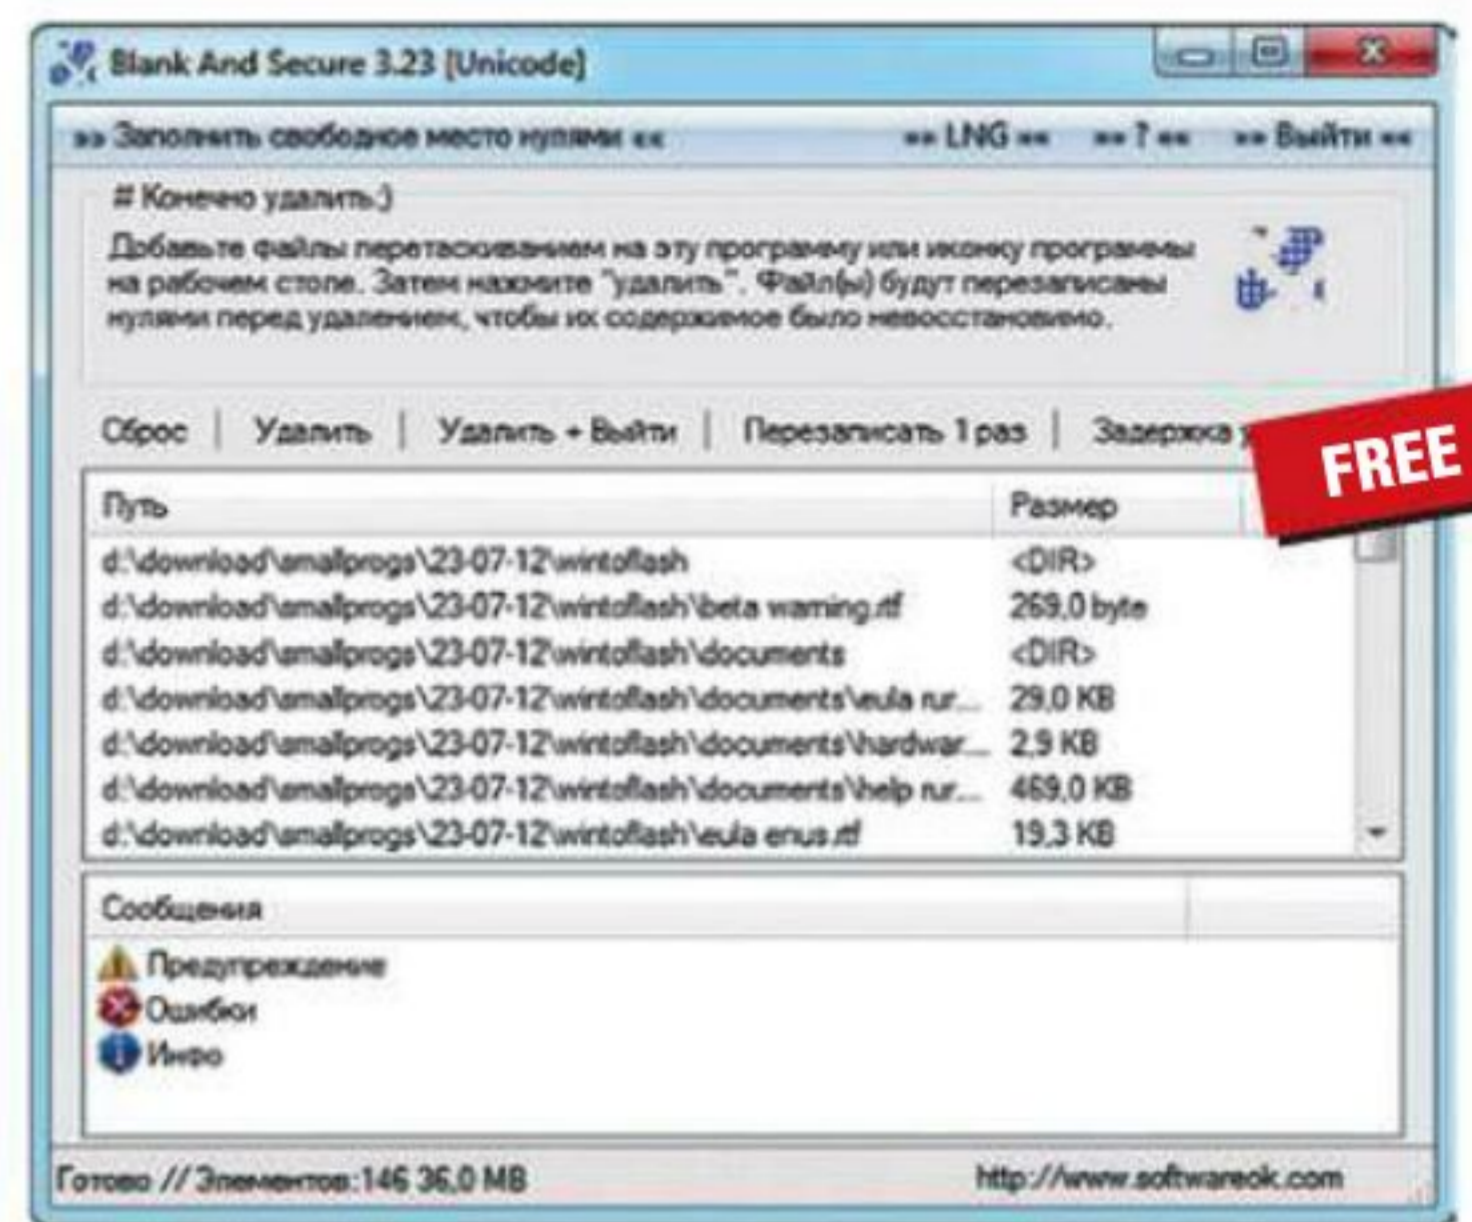 Blank And Secure 3.23 [Unicode]
»» Заполнить свободное место нулями «« »» LNG «« »» ? «« »» Выйти ««
# Конечно удалить:)
Добавьте файлы перетаскиванием на эту программу или иконку программы
на рабочем столе. Затем нажмите "удалить". Файл(ы) будут перезаписаны
нулями перед удалением, чтобы их содержимое было невосстановимо.
Сброс | Удалить | Удалить + Выйти | Перезаписать 1 раз | Задержка
FREE
Путь Размер
d:\download\smallprogs\23-07-12\wintoflash <DIR>
d:\download\smallprogs\23-07-12\wintoflash\beta warning.rtf 269,0 byte
d:\download\smallprogs\23-07-12\wintoflash\documents <DIR>
d:\download\smallprogs\23-07-12\wintoflash\documents\eula rur... 29,0 KB
d:\download\smallprogs\23-07-12\wintoflash\documents\hardwar... 2,9 KB
d:\download\smallprogs\23-07-12\wintoflash\documents\help rur... 469,0 KB
d:\download\smallprogs\23-07-12\wintoflash\eula enus.rtf 19,3 KB
Сообщения
Предупреждение
Ошибки
Инфо
Готово // Элементов:146 36,0 MB http://www.softwareok.com